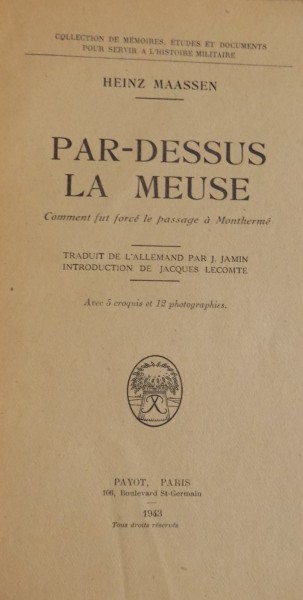 COLLECTION DE MÉMOIRES, ÉTUDES ET DOCUMENTS
POUR SERVIR A L'HISTOIRE MILITAIRE
HEINZ MAASSEN
PAR-DESSUS
LA MEUSE
Comment fut forcé le passage à Monthermé
TRADUIT DE L'ALLEMAND PAR J. JAMIN
INTRODUCTION DE JACQUES LECOMTE
Avec 5 croquis et 12 photographies.
PAYOT, PARIS
106, Boulevard St-Germain
1943
Tous droits réservés